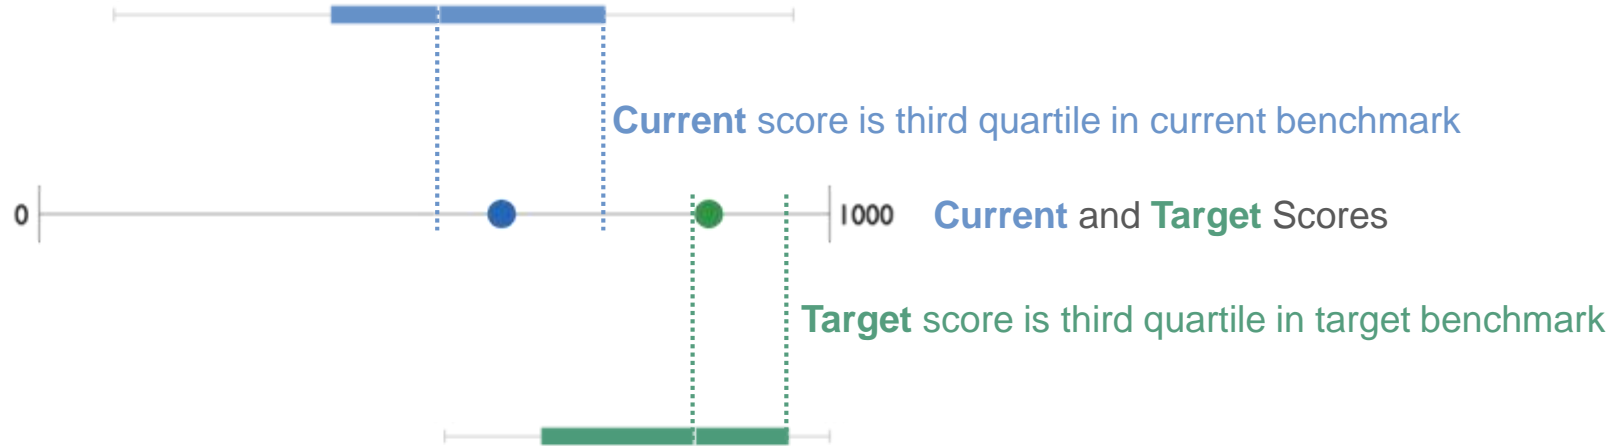 Current score is third quartile in current benchmark
0
1000
Current and Target Scores
Target score is third quartile in target benchmark